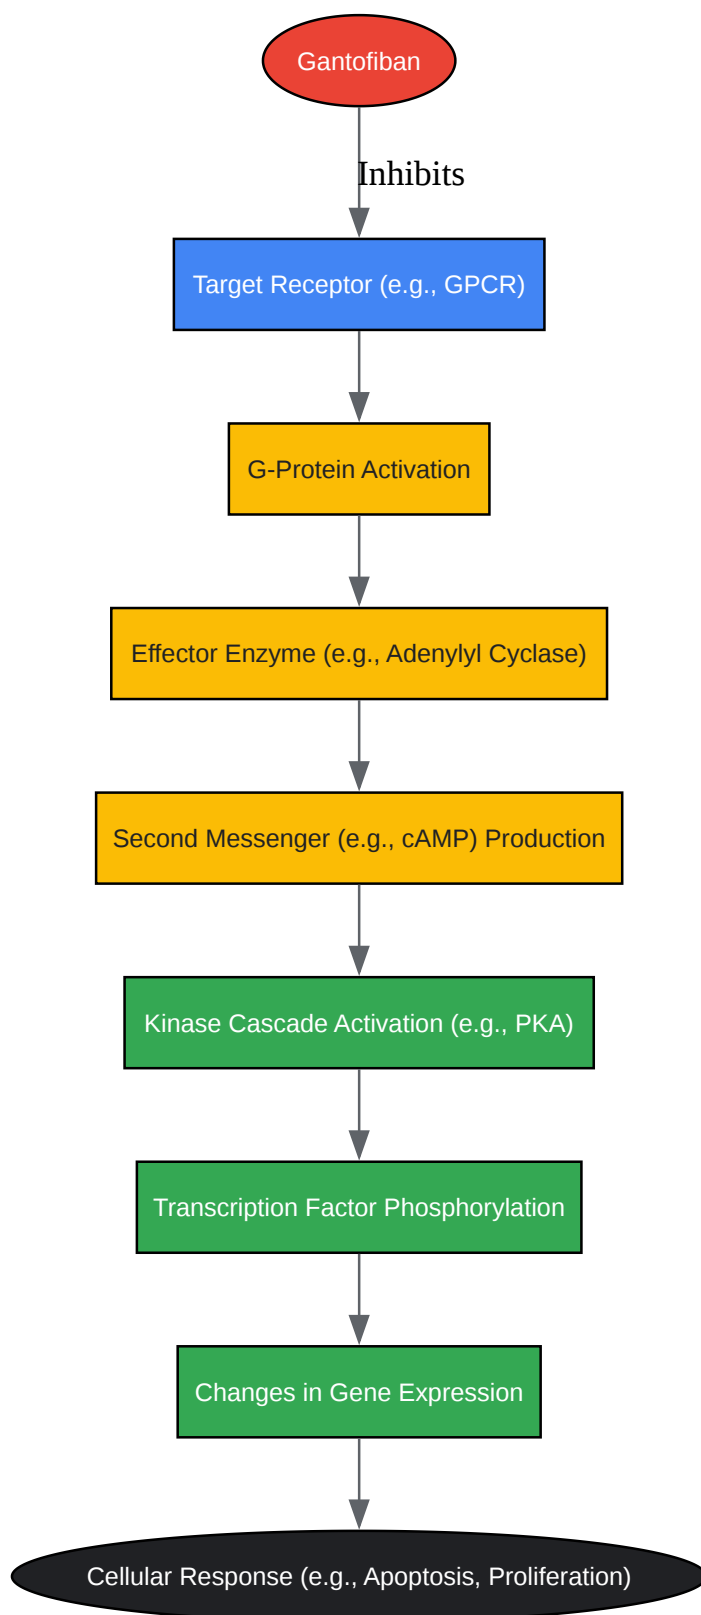 Gantofiban
Inhibits
Target Receptor (e.g., GPCR)
G-Protein Activation
Effector Enzyme (e.g., Adenylyl Cyclase)
Second Messenger (e.g., cAMP) Production
Kinase Cascade Activation (e.g., PKA)
Transcription Factor Phosphorylation
Changes in Gene Expression
Cellular Response (e.g., Apoptosis, Proliferation)